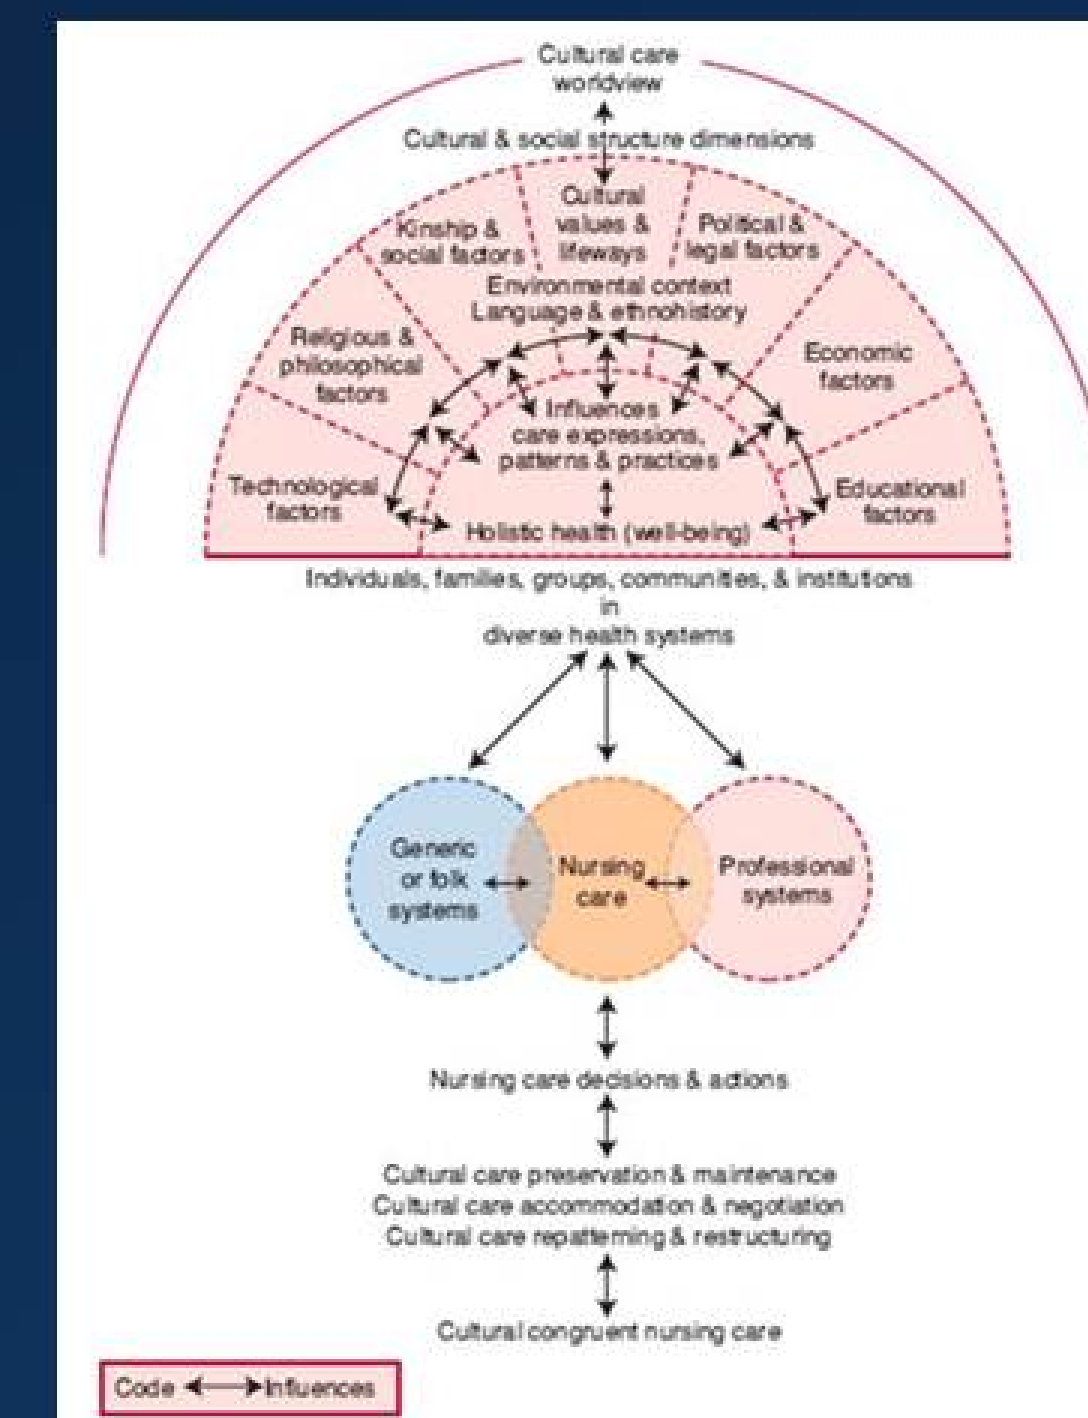 Cultural care
worldview
Cultural & social structure dimensions
Kinship &
social factors
Cultural
values &
lifeways
Political &
legal factors
Environmental context
Language & ethnohistory
Religious &
philosophical
factors
Economic
factors
Influences
care expressions,
patterns & practices
Technological
factors
Educational
factors
Holistic health (well-being)
Individuals, families, groups, communities, & institutions
in
diverse health systems
Generic
or folk
systems
Nursing
care
Professional
systems
Nursing care decisions & actions
Cultural care preservation & maintenance
Cultural care accommodation & negotiation
Cultural care repatterning & restructuring
Cultural congruent nursing care
Code Influences